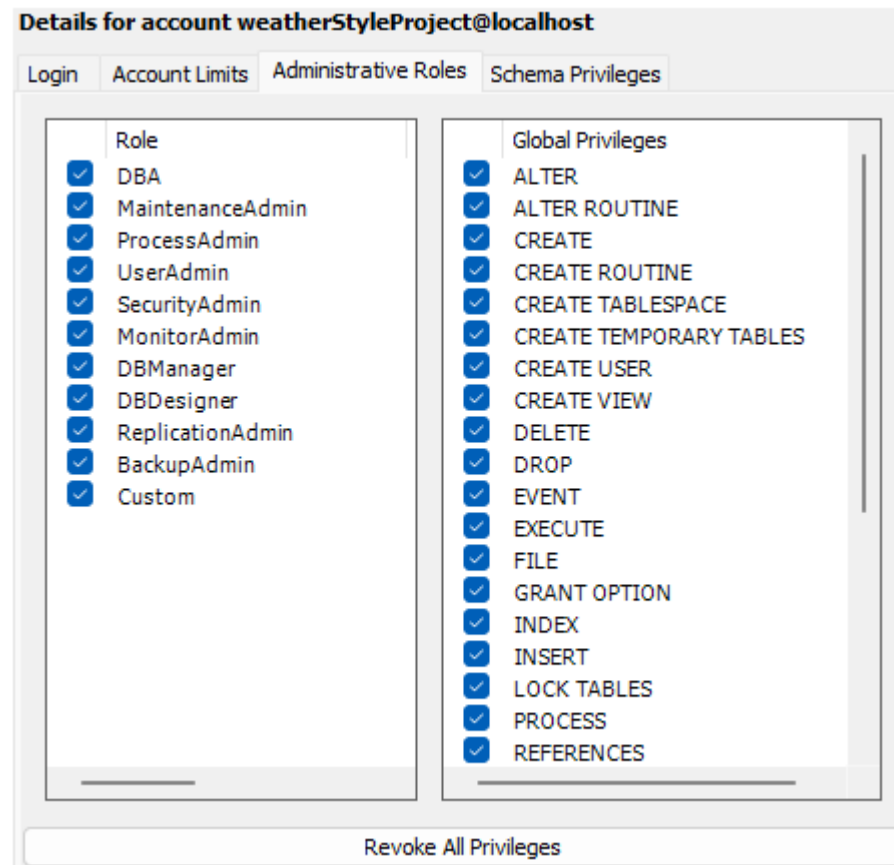 Details for account weatherStyleProject@localhost
Login Account Limits Administrative Roles Schema Privileges
Role
DBA
MaintenanceAdmin
ProcessAdmin
UserAdmin
SecurityAdmin
MonitorAdmin
DBManager
DBDesigner
ReplicationAdmin
BackupAdmin
Custom
Global Privileges
ALTER
ALTER ROUTINE
CREATE
CREATE ROUTINE
CREATE TABLESPACE
CREATE TEMPORARY TABLES
CREATE USER
CREATE VIEW
DELETE
DROP
EVENT
EXECUTE
FILE
GRANT OPTION
INDEX
INSERT
LOCK TABLES
PROCESS
REFERENCES
Revoke All Privileges